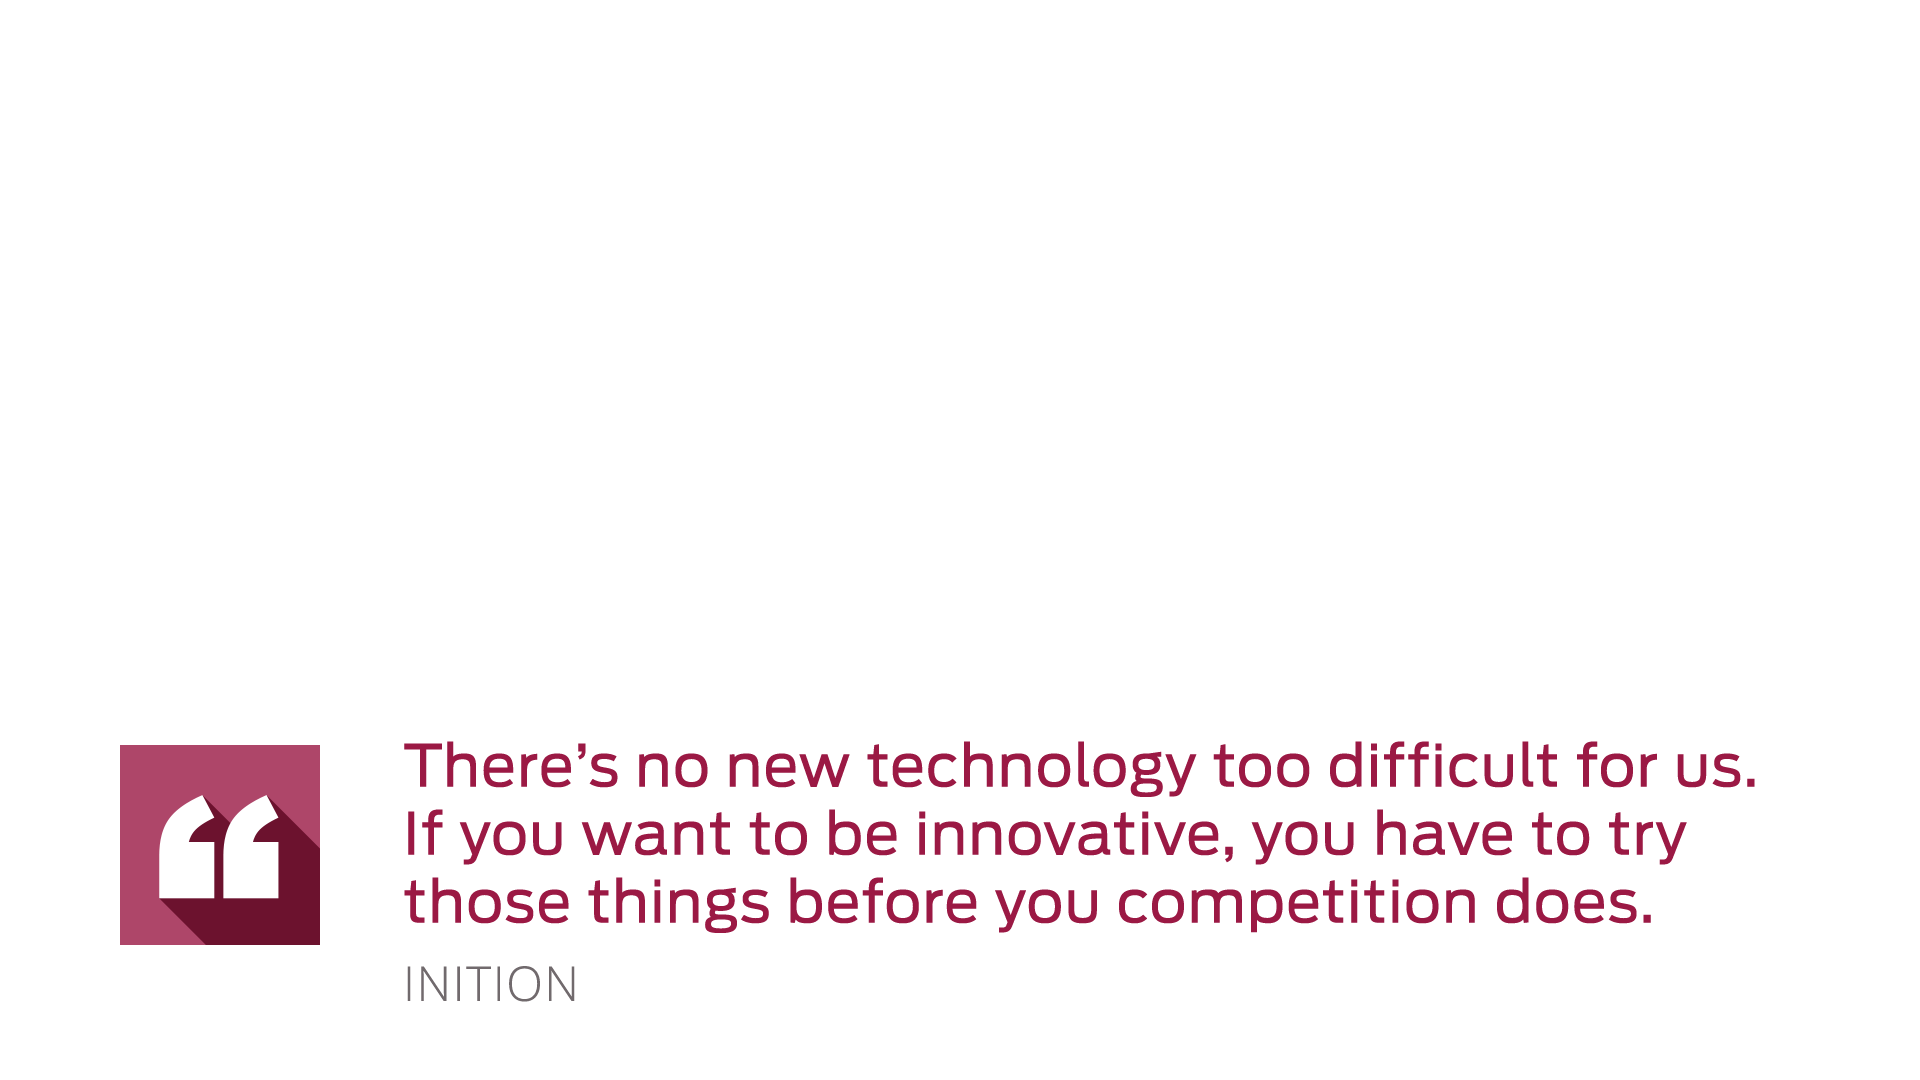 There’s no new technology too difficult for us.
If you want to be innovative, you have to try
those things before you competition does.
INITION